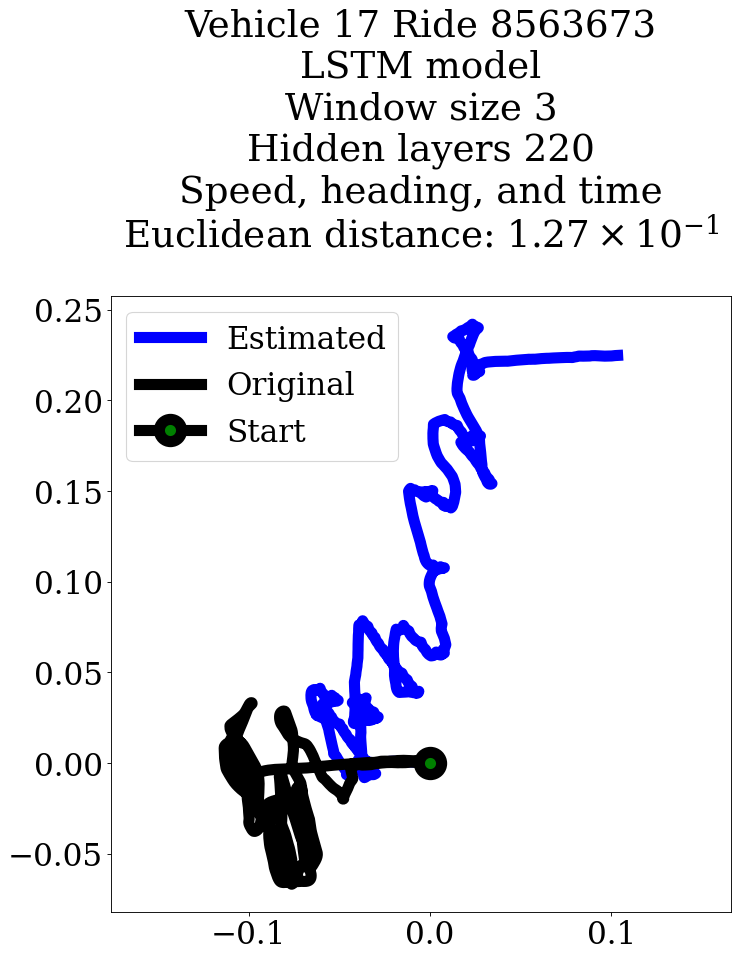 Vehicle 17 Ride 8563673
LSTM model
Window size 3
Hidden layers 220
Speed, heading, and time
Euclidean distance: 1.27 × 10⁻¹
Estimated
Original
Start
0.25
0.20
0.15
0.10
0.05
0.00
−0.05
−0.1 0.0 0.1